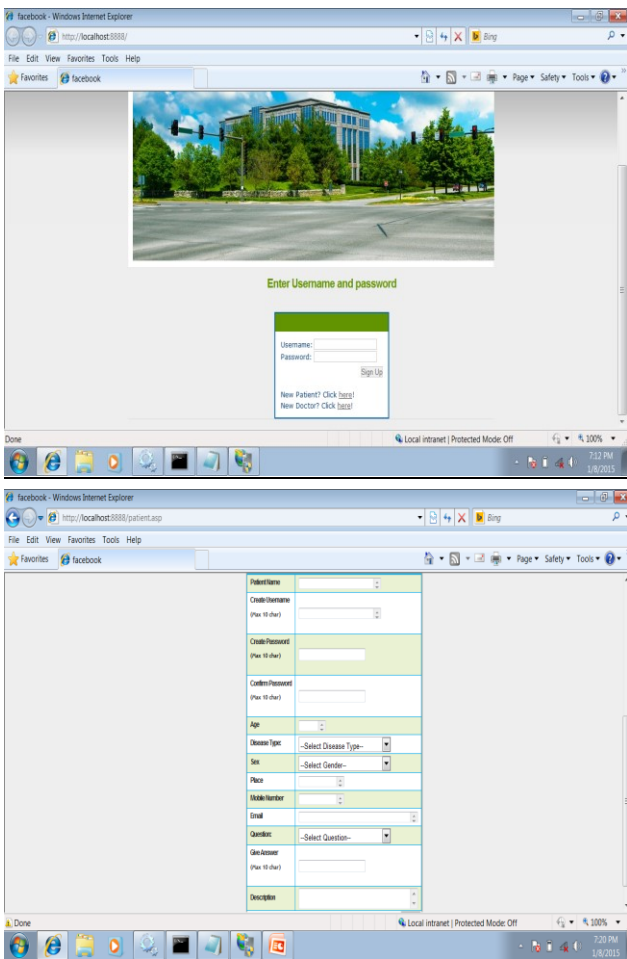 facebook - Windows Internet Explorer
http://localhost:8888/
Bing
File Edit View Favorites Tools Help
Favorites facebook
Page Safety Tools
Enter Username and password
Username:
Password:
Sign Up
New Patient? Click here!
New Doctor? Click here!
Done Local intranet | Protected Mode: Off 100%
7:12 PM
1/8/2015
facebook - Windows Internet Explorer
http://localhost:8888/patient.asp
Bing
File Edit View Favorites Tools Help
Favorites facebook
Page Safety Tools
Patient Name
Create Username
(Max 10 char)
Create Password
(Max 10 char)
Confirm Password
(Max 10 char)
Age
Disease Type: --Select Disease Type--
Sex --Select Gender--
Place
Mobile Number
Email
Question: --Select Question--
Give Answer
(Max 10 char)
Description
Done Local intranet | Protected Mode: Off 100%
7:20 PM
1/8/2015